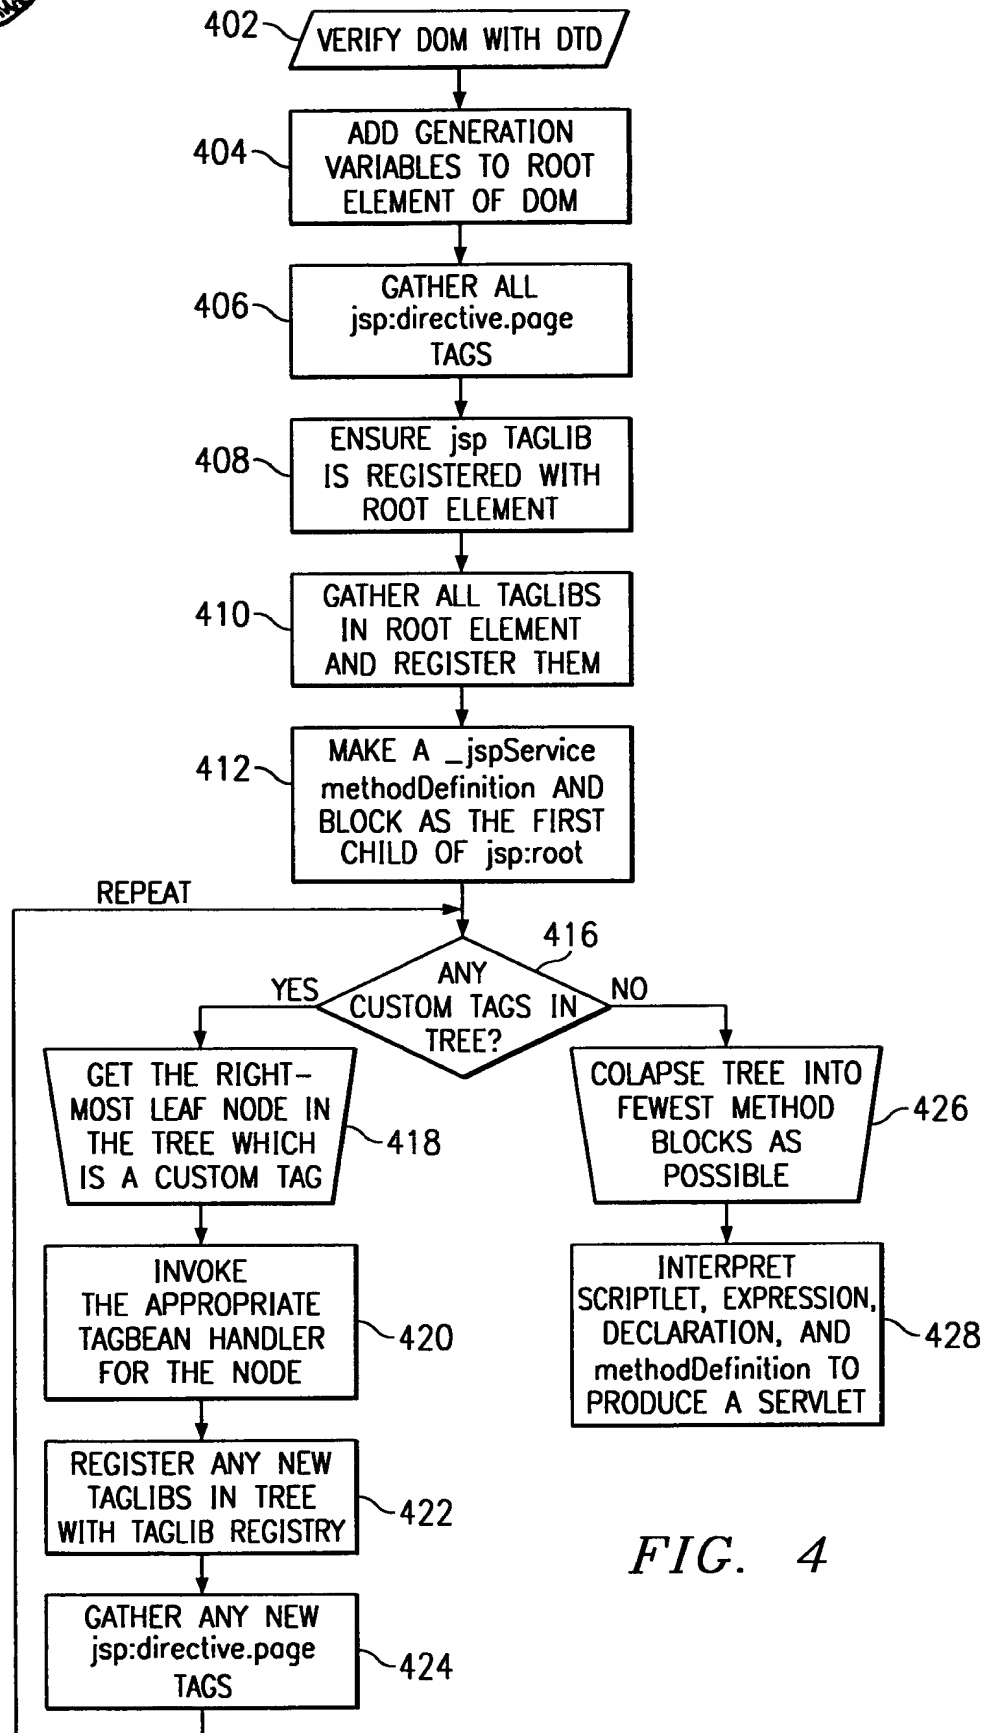 402
VERIFY DOM WITH DTD
404
ADD GENERATION
VARIABLES TO ROOT
ELEMENT OF DOM
406
GATHER ALL
jsp:directive.page
TAGS
408
ENSURE jsp TAGLIB
IS REGISTERED WITH
ROOT ELEMENT
410
GATHER ALL TAGLIBS
IN ROOT ELEMENT
AND REGISTER THEM
412
MAKE A _jspService
methodDefinition AND
BLOCK AS THE FIRST
CHILD OF jsp:root
REPEAT
416
ANY
CUSTOM TAGS IN
TREE?
YES
NO
GET THE RIGHT-
MOST LEAF NODE IN
THE TREE WHICH
IS A CUSTOM TAG
418
COLAPSE TREE INTO
FEWEST METHOD
BLOCKS AS
POSSIBLE
426
INVOKE
THE APPROPRIATE
TAGBEAN HANDLER
FOR THE NODE
420
INTERPRET
SCRIPTLET, EXPRESSION,
DECLARATION, AND
methodDefinition TO
PRODUCE A SERVLET
428
REGISTER ANY NEW
TAGLIBS IN TREE
WITH TAGLIB REGISTRY
422
GATHER ANY NEW
jsp:directive.page
TAGS
424
FIG. 4